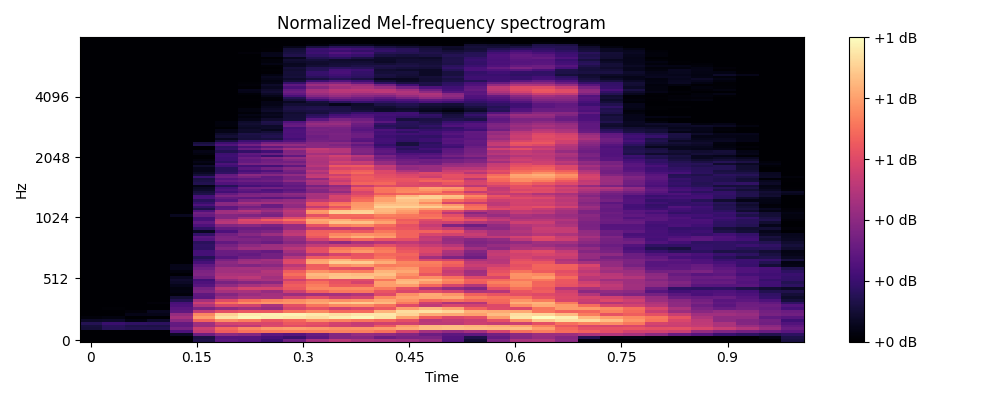 Normalized Mel-frequency spectrogram
Hz
4096
2048
1024
512
0
0 0.15 0.3 0.45 0.6 0.75 0.9
Time
+1 dB
+1 dB
+1 dB
+0 dB
+0 dB
+0 dB